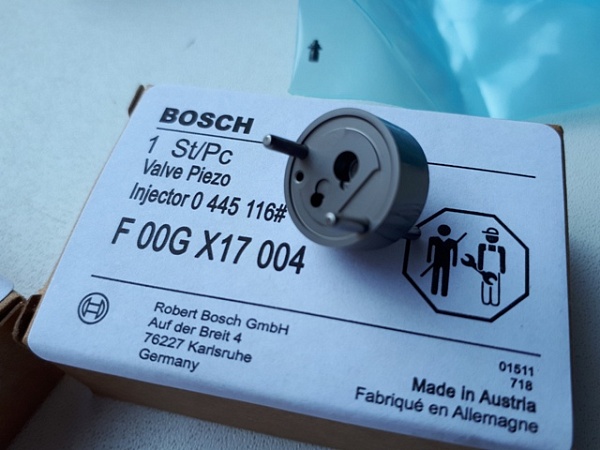 BOSCH
1 St/Pc
Valve Piezo
Injector 0 445 116#
F 00G X17 004
Robert Bosch GmbH
Auf der Breit 4
76227 Karlsruhe
Germany
01511
718
Made in Austria
Fabriqué en Allemagne